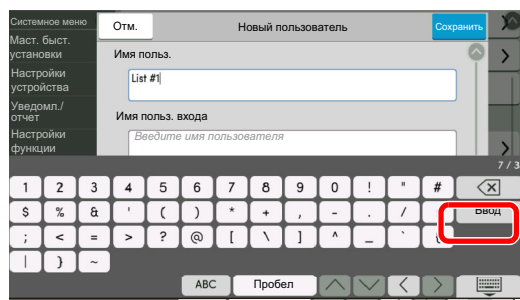 Системное меню
Отм.
Новый пользователь
Сохранить
Маст. быст.
установки
Настройки
устройства
Уведомл./
отчет
Настройки
функции
Имя польз.
List #1
Имя польз. входа
Введите имя пользователя
7 / 3
1 2 3 4 5 6 7 8 9 0 ! " #
$ % & ' ( ) * + , - . /
Ввод
; < = > ? @ [ \ ] ^ _ `
| } ~
ABC
Пробел